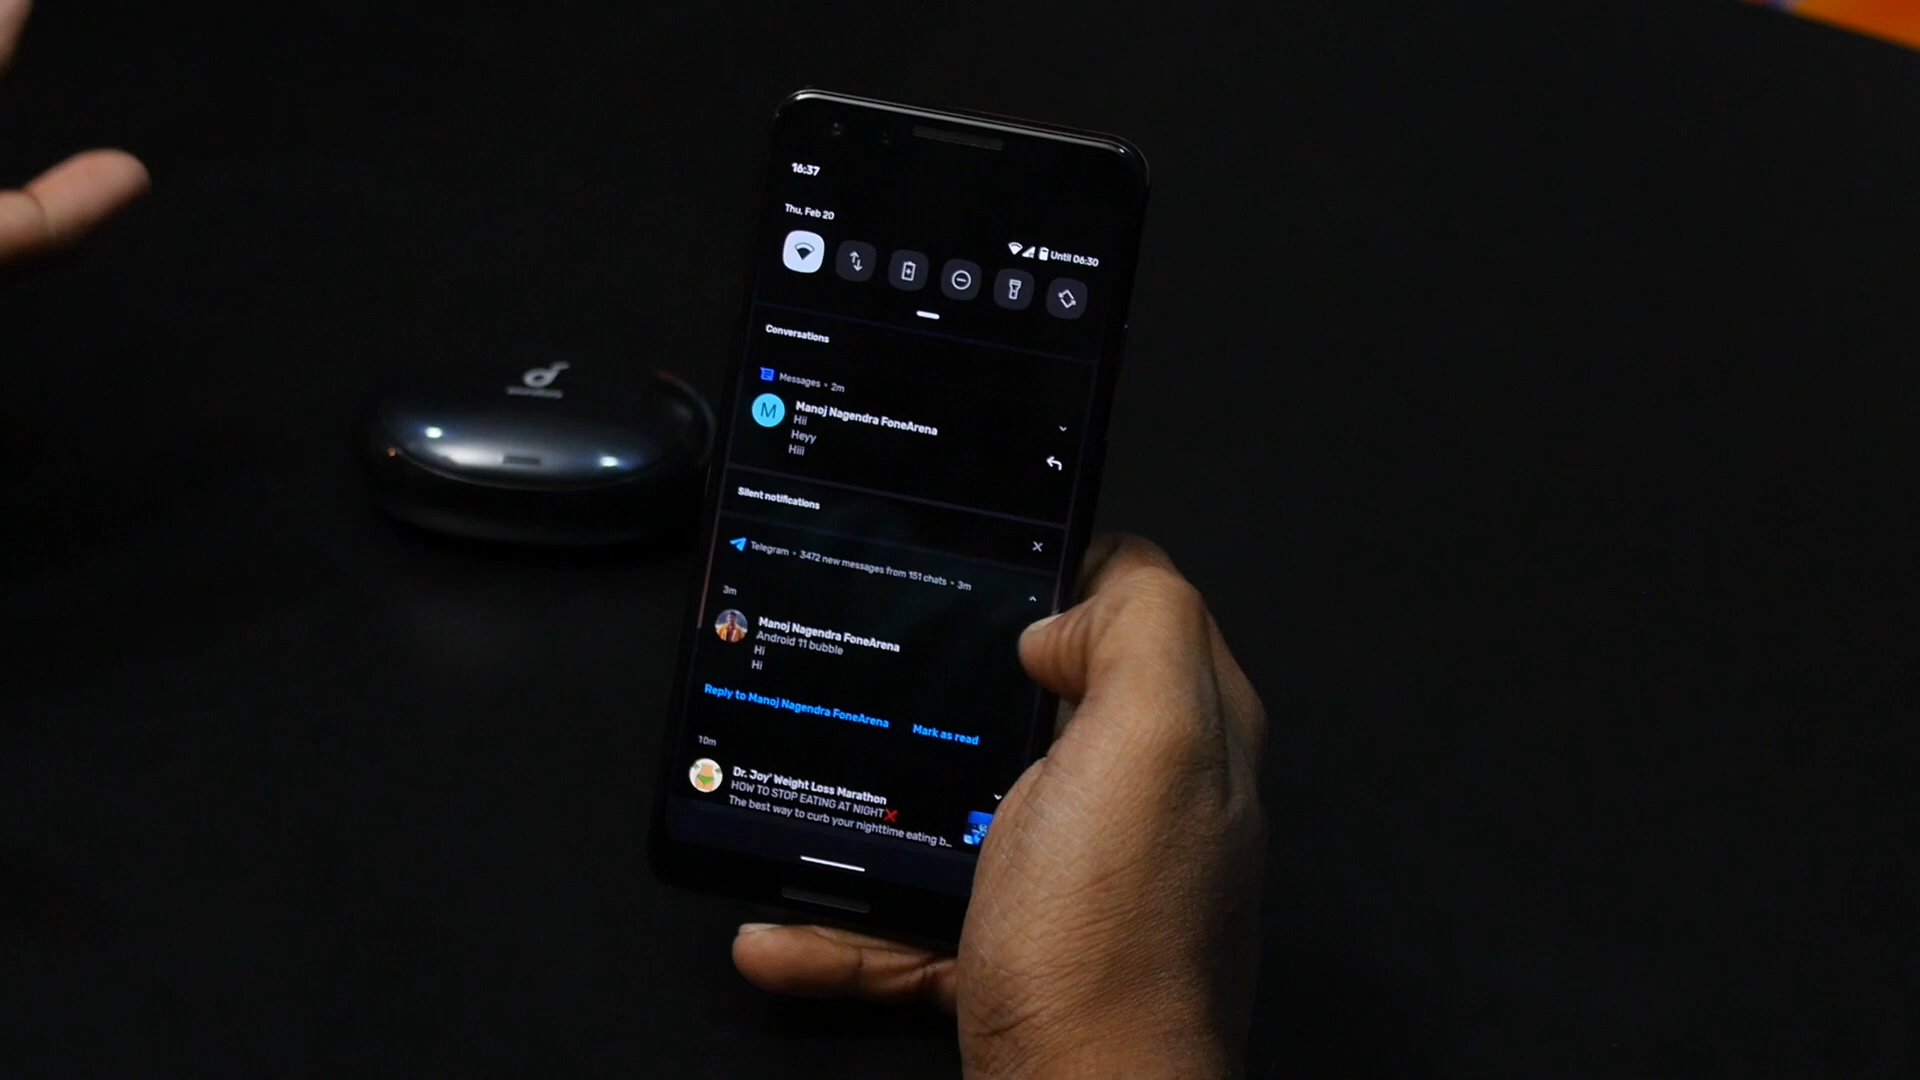 16:37
Thu, Feb 20
Until 06:30
Conversations
Messages • 2m
M
Manoj Nagendra FoneArena
Hii
Heyy
Hiii
Silent notifications
Telegram • 3472 new messages from 151 chats • 3m
3m
Manoj Nagendra FoneArena
Android 11 bubble
Hi
Hi
Reply to Manoj Nagendra FoneArena
Mark as read
10m
Dr. Joy' Weight Loss Marathon
HOW TO STOP EATING AT NIGHT❌
The best way to curb your nighttime eating b...